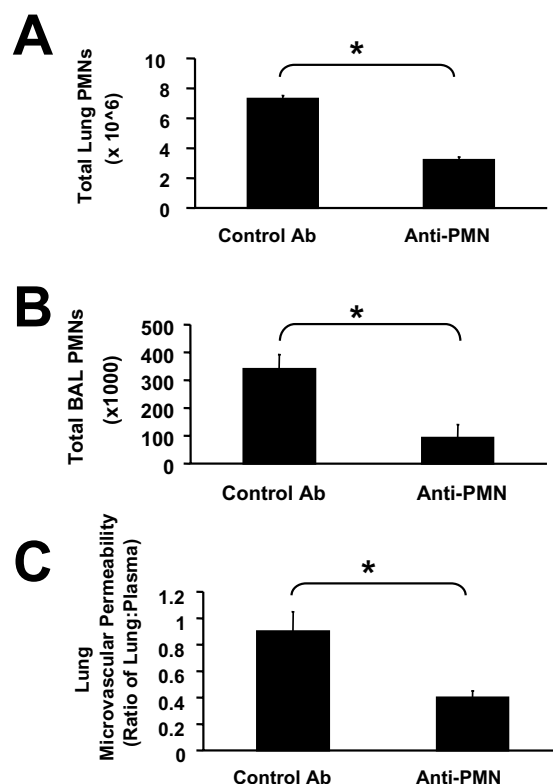 A
Total Lung PMNs
(x 10^6)
*
10
8
6
4
2
0
Control Ab
Anti-PMN
B
Total BAL PMNs
(x1000)
*
500
400
300
200
100
0
Control Ab
Anti-PMN
C
Lung
Microvascular Permeability
(Ratio of Lung:Plasma)
*
1.2
1
0.8
0.6
0.4
0.2
0
Control Ab
Anti-PMN